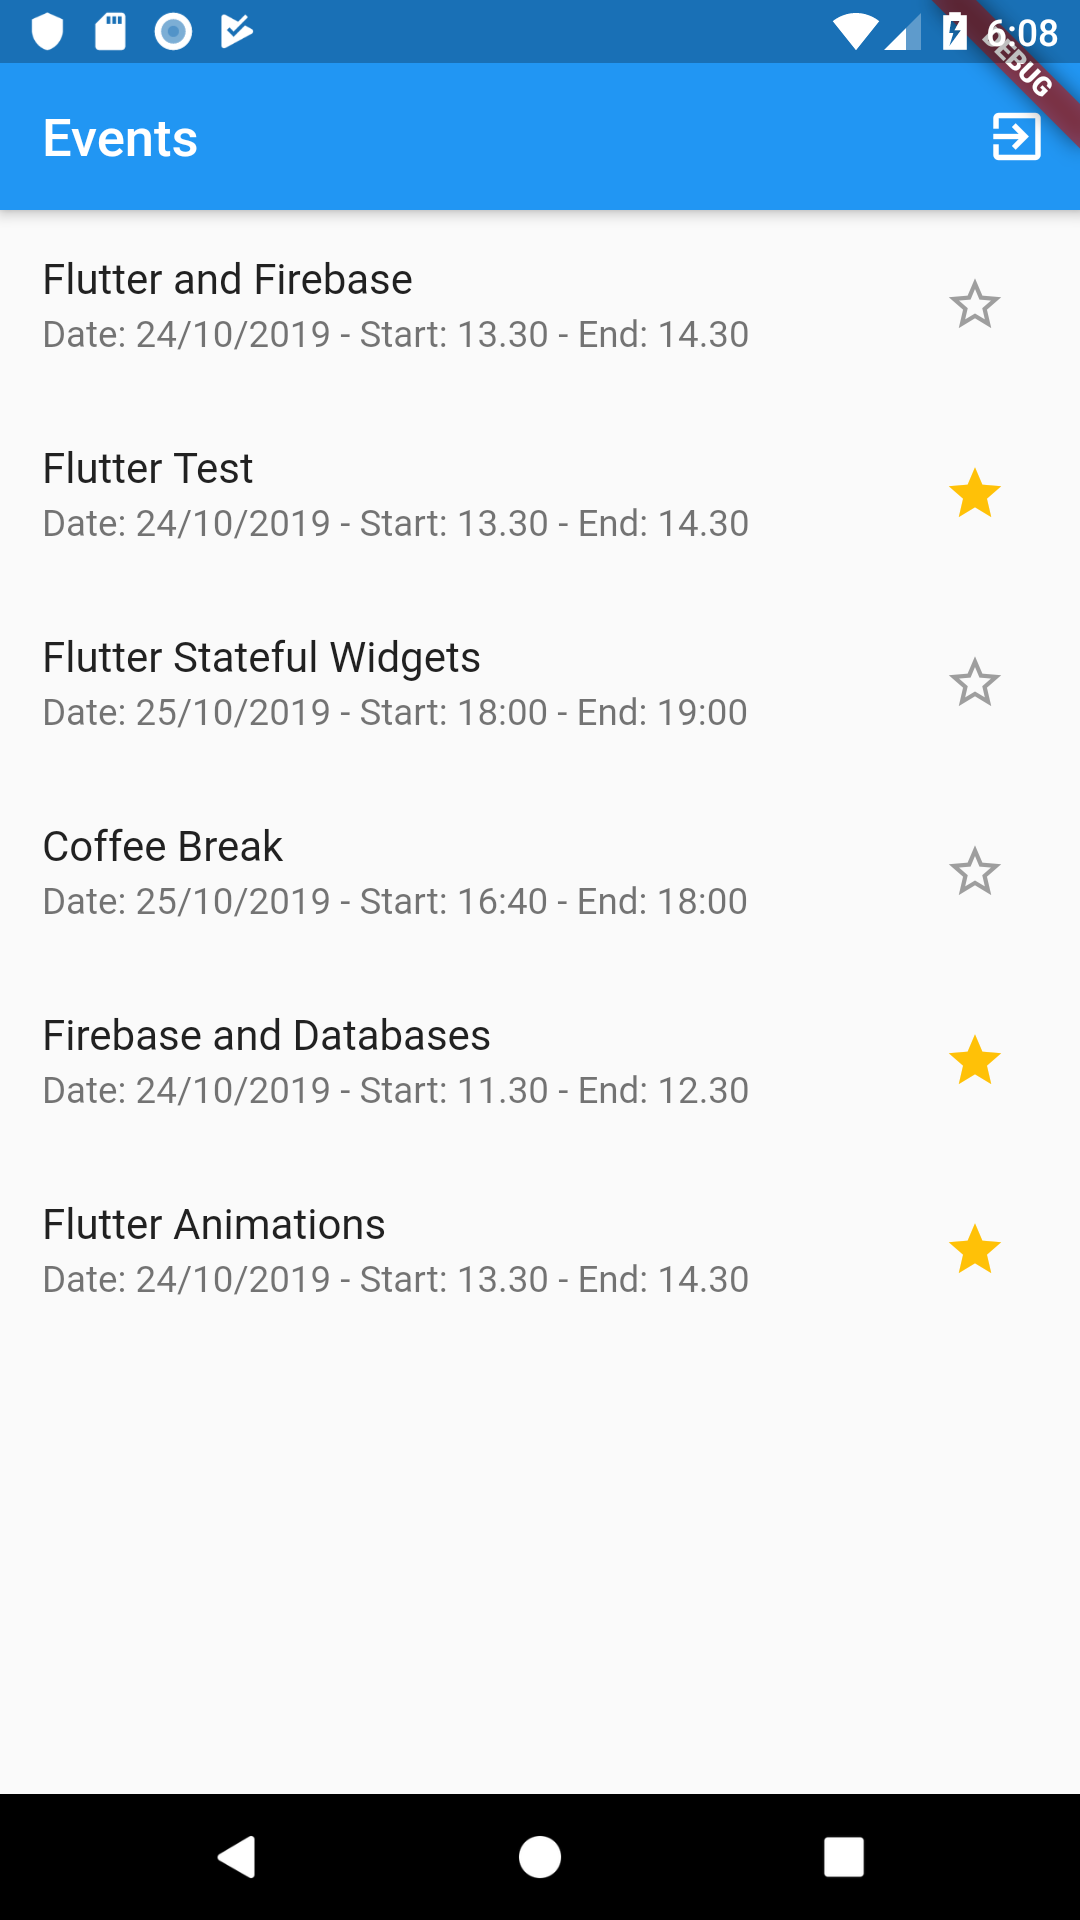 6:08
DEBUG
Events
Flutter and Firebase
Date: 24/10/2019 - Start: 13.30 - End: 14.30
Flutter Test
Date: 24/10/2019 - Start: 13.30 - End: 14.30
Flutter Stateful Widgets
Date: 25/10/2019 - Start: 18:00 - End: 19:00
Coffee Break
Date: 25/10/2019 - Start: 16:40 - End: 18:00
Firebase and Databases
Date: 24/10/2019 - Start: 11.30 - End: 12.30
Flutter Animations
Date: 24/10/2019 - Start: 13.30 - End: 14.30